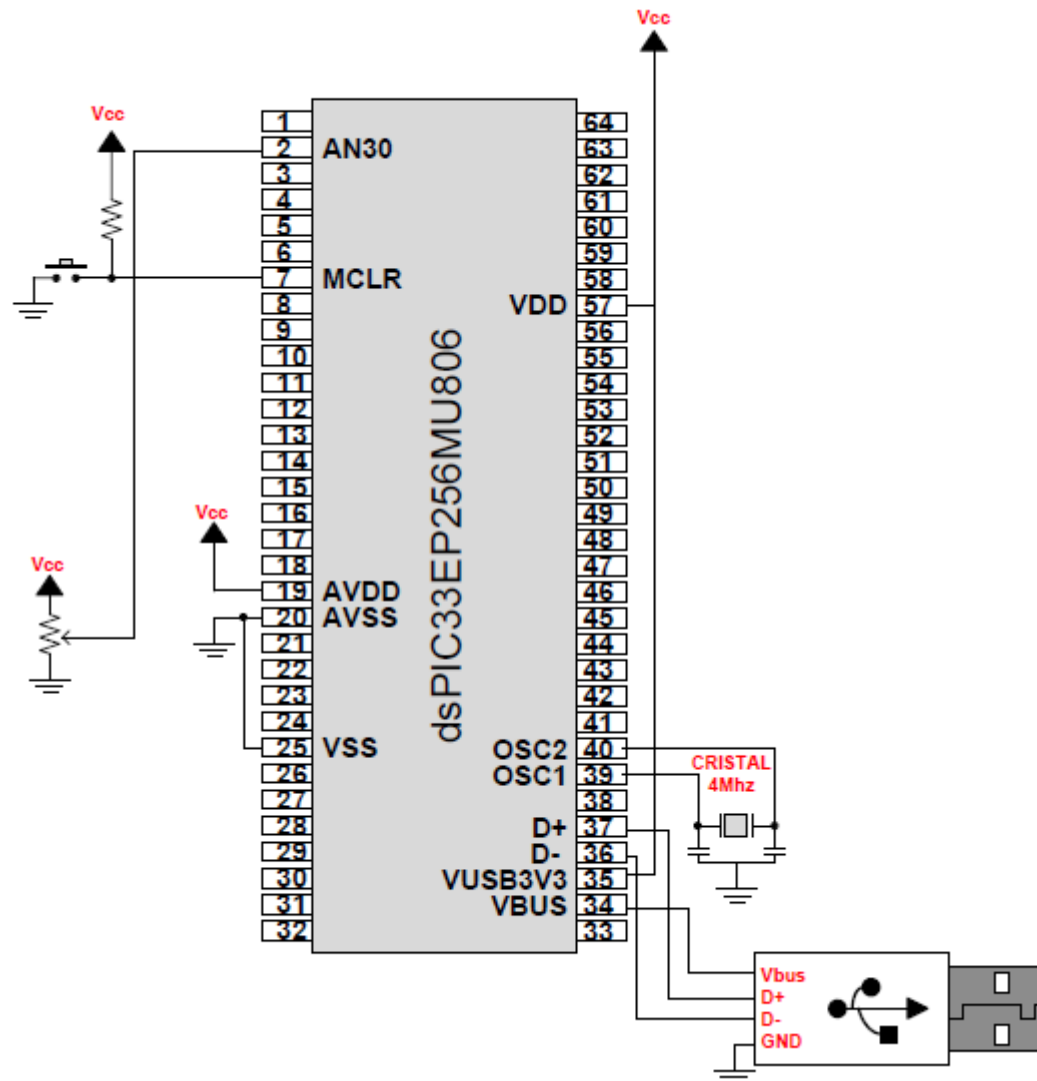 Vcc
Vcc
1
2 AN30
3
4
5
6
7 MCLR
8
9
10
11
12
13
14
15
16
Vcc
17
18
Vcc
19 AVDD
20 AVSS
21
22
23
24
25 VSS
26
27
28
29
30
31
32
dsPIC33EP256MU806
64
63
62
61
60
59
58
VDD 57
56
55
54
53
52
51
50
49
48
47
46
45
44
43
42
41
OSC2 40
OSC1 39
38
D+ 37
D- 36
VUSB3V3 35
VBUS 34
33
CRISTAL
4Mhz
Vbus
D+
D-
GND